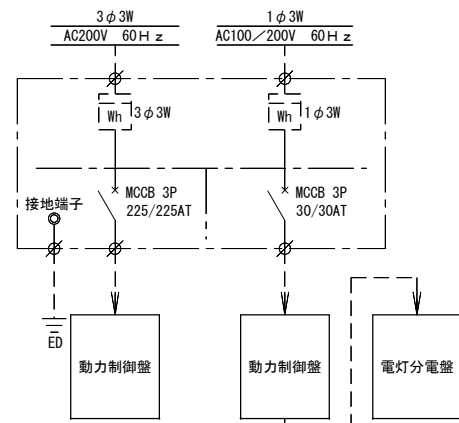 3φ3W
AC200V 60Hz
1φ3W
AC100/200V 60Hz
Wh
3φ3W
Wh
1φ3W
接地端子
MCCB 3P
225/225AT
MCCB 3P
30/30AT
ED
動力制御盤
動力制御盤
電灯分電盤